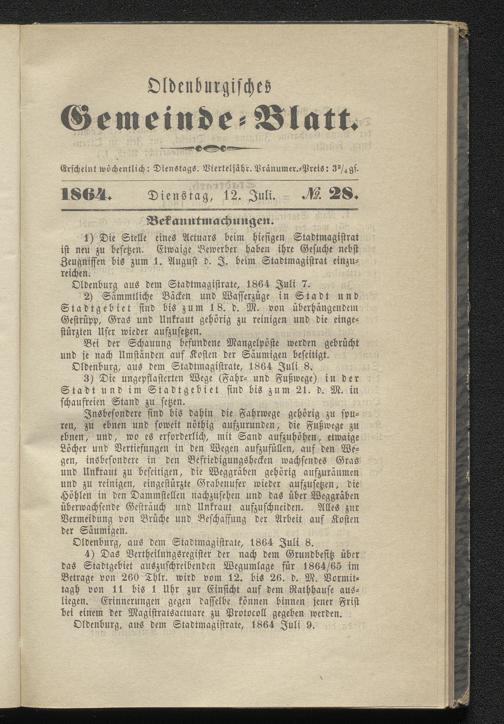 Oldenburgisches
Gemeinde-Blatt.
Erscheint wöchentlich: Dienstags. Vierteljähr. Pränumer.-Preis: 3¾ gs.
1864. Dienstag, 12. Juli. №. 28.
Bekanntmachungen.
1) Die Stelle eines Actuars beim hiesigen Stadtmagistrat
ist neu zu besetzen. Etwaige Bewerber haben ihre Gesuche nebst
Zeugnissen bis zum 1. August d. J. beim Stadtmagistrat einzu-
reichen.
Oldenburg aus dem Stadtmagistrate, 1864 Juli 7.
2) Sämmtliche Bäcken und Wasserzüge in Stadt und
Stadtgebiet sind bis zum 18. d. M. von überhängendem
Gestrüpp, Gras und Unkraut gehörig zu reinigen und die einge-
stürzten Ufer wieder aufzusetzen.
Bei der Schauung befundene Mangelpöste werden gebrücht
und je nach Umständen auf Kosten der Säumigen beseitigt.
Oldenburg, aus dem Stadtmagistrate, 1864 Juli 8.
3) Die ungepflasterten Wege (Fahr- und Fußwege) in der
Stadt und im Stadtgebiet sind bis zum 21. d. M. in
schaufreien Stand zu setzen.
Insbesondere sind bis dahin die Fahrwege gehörig zu spu-
ren, zu ebnen und soweit nöthig aufzurunden, die Fußwege zu
ebnen, und, wo es erforderlich, mit Sand aufzuhöhen, etwaige
Löcher und Vertiefungen in den Wegen aufzufüllen, auf den We-
gen, insbesondere in den Befriedigungshecken wachsendes Gras
und Unkraut zu beseitigen, die Weggräben gehörig aufzuräumen
und zu reinigen, eingestürzte Grabenufer wieder aufzusetzen, die
Höhlen in den Dammstellen nachzusehen und das über Weggräben
überwachsende Gesträuch und Unkraut aufzuschneiden. Alles zur
Vermeidung von Brüche und Beschaffung der Arbeit auf Kosten
der Säumigen.
Oldenburg, aus dem Stadtmagistrate, 1864 Juli 8.
4) Das Vertheilungsregister der nach dem Grundbesitz über
das Stadtgebiet auszuschreibenden Wegumlage für 1864/65 im
Betrage von 260 Thlr. wird vom 12. bis 26. d. M. Vormit-
tagh von 11 bis 1 Uhr zur Einsicht auf dem Rathhause aus-
liegen. Erinnerungen gegen dasselbe können binnen jener Frist
bei einem der Magistratsactuare zu Protocoll gegeben werden.
Oldenburg, aus dem Stadtmagistrate, 1864 Juli 9.